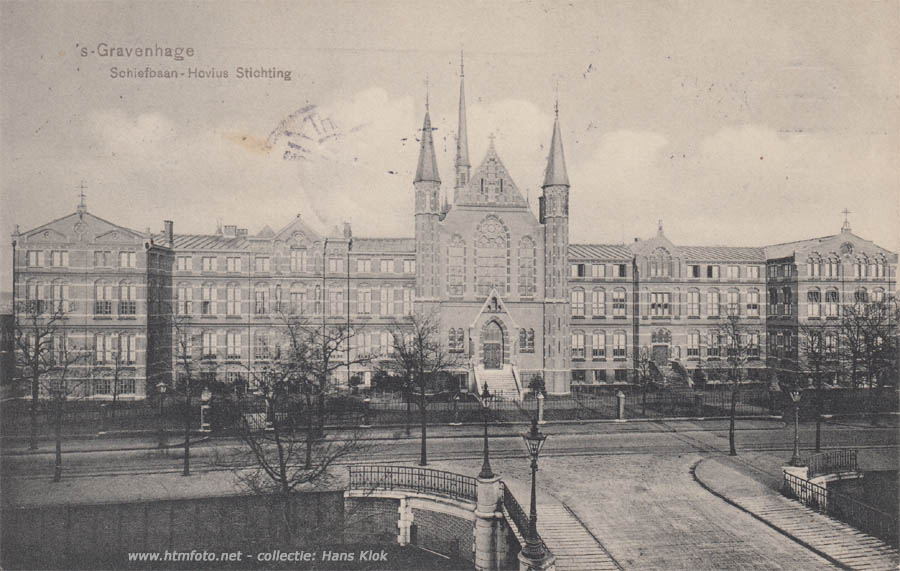 's-Gravenhage
Schiefbaan-Hovius Stichting
www.htmfoto.net - collectie: Hans Klok